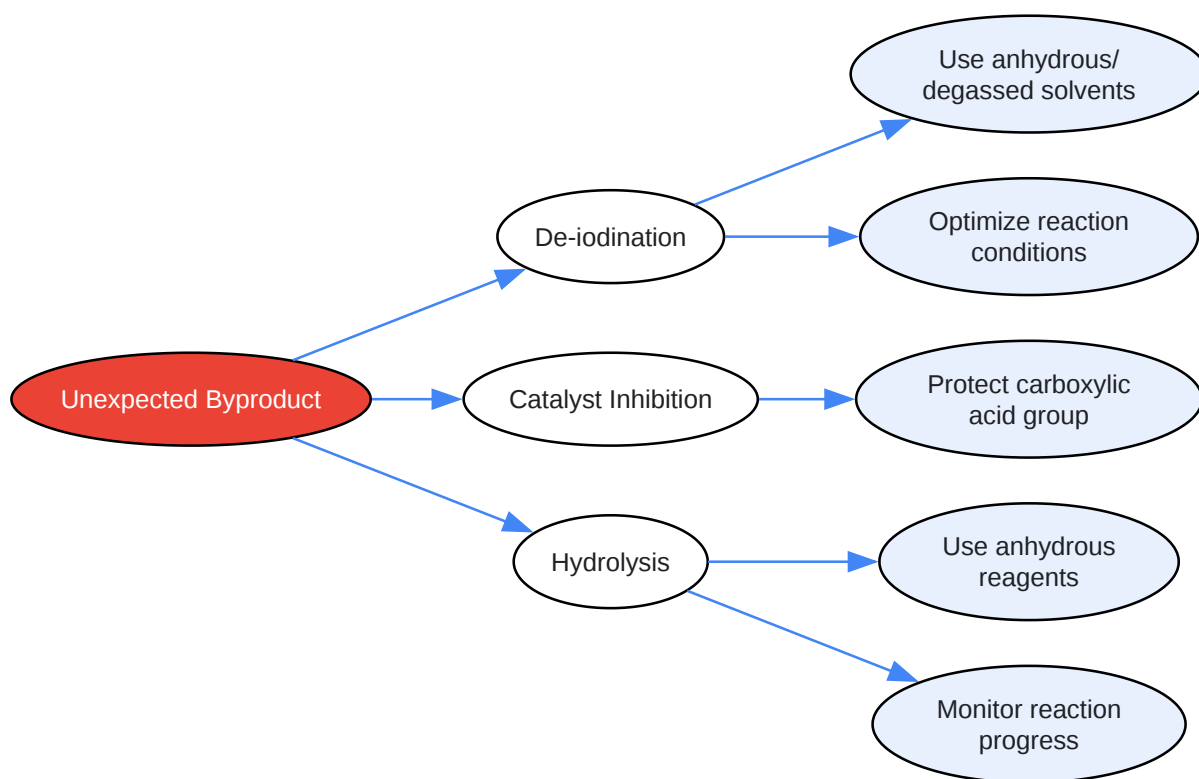 Use anhydrous/
degassed solvents
De-iodination
Optimize reaction
conditions
Unexpected Byproduct
Catalyst Inhibition
Protect carboxylic
acid group
Hydrolysis
Use anhydrous
reagents
Monitor reaction
progress